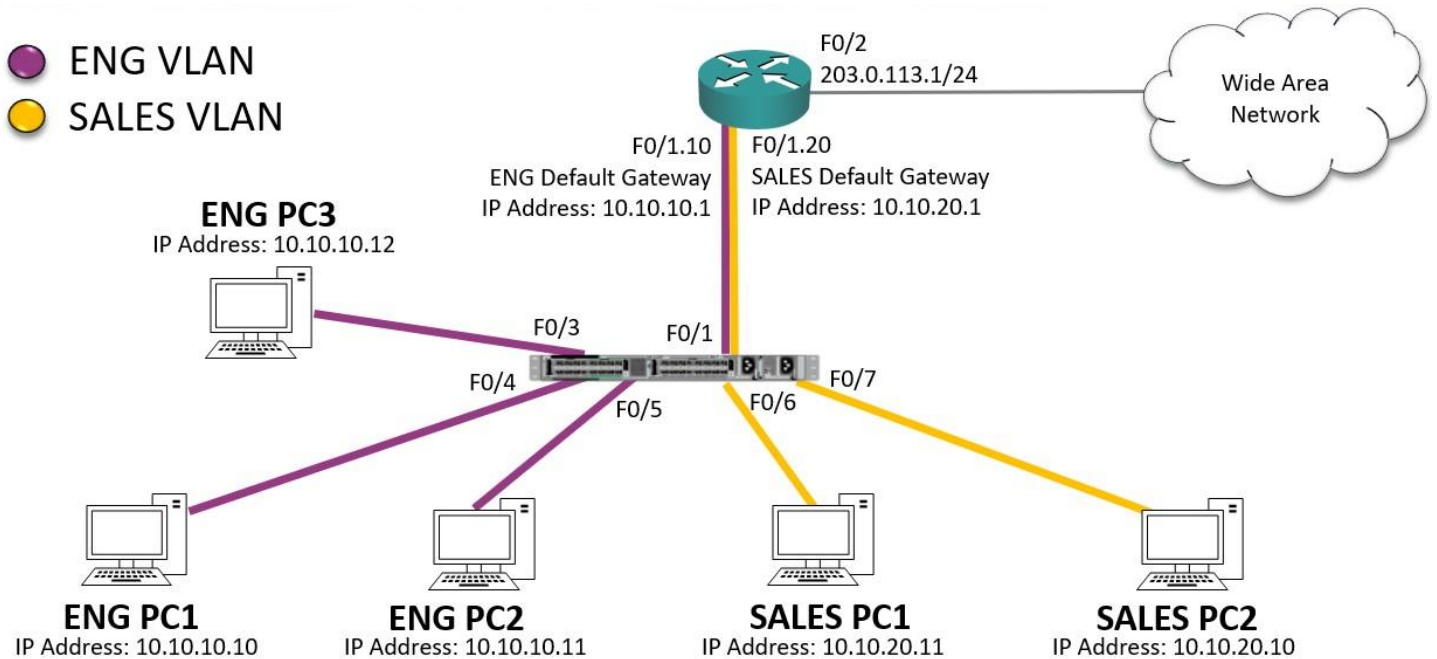 ENG VLAN
SALES VLAN
F0/2
203.0.113.1/24
Wide Area
Network
F0/1.10
ENG Default Gateway
IP Address: 10.10.10.1
F0/1.20
SALES Default Gateway
IP Address: 10.10.20.1
ENG PC3
IP Address: 10.10.10.12
F0/3
F0/1
F0/4
F0/5
F0/6
F0/7
ENG PC1
IP Address: 10.10.10.10
ENG PC2
IP Address: 10.10.10.11
SALES PC1
IP Address: 10.10.20.11
SALES PC2
IP Address: 10.10.20.10